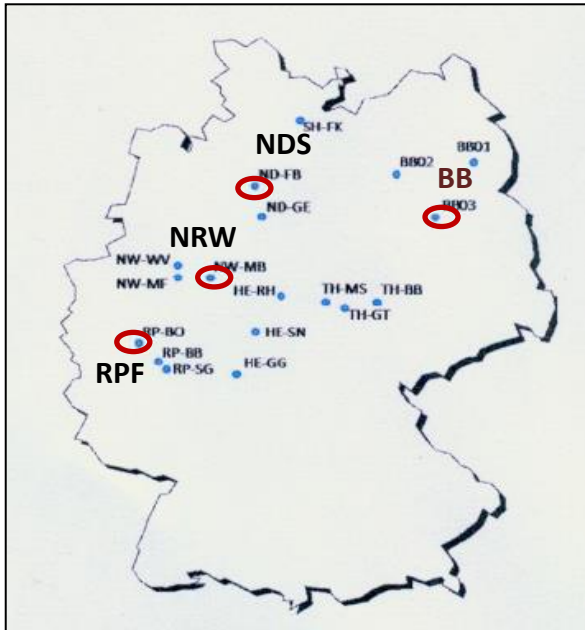 SH-FK
NDS
BB01
BB02
ND-FB
BB
ND-GE
BB03
NRW
NW-WV
NW-MB
NW-MF
HE-RH
TH-MS
TH-BB
TH-GT
HE-SN
RP-BO
RP-BB
RPF
RP-SG
HE-GG